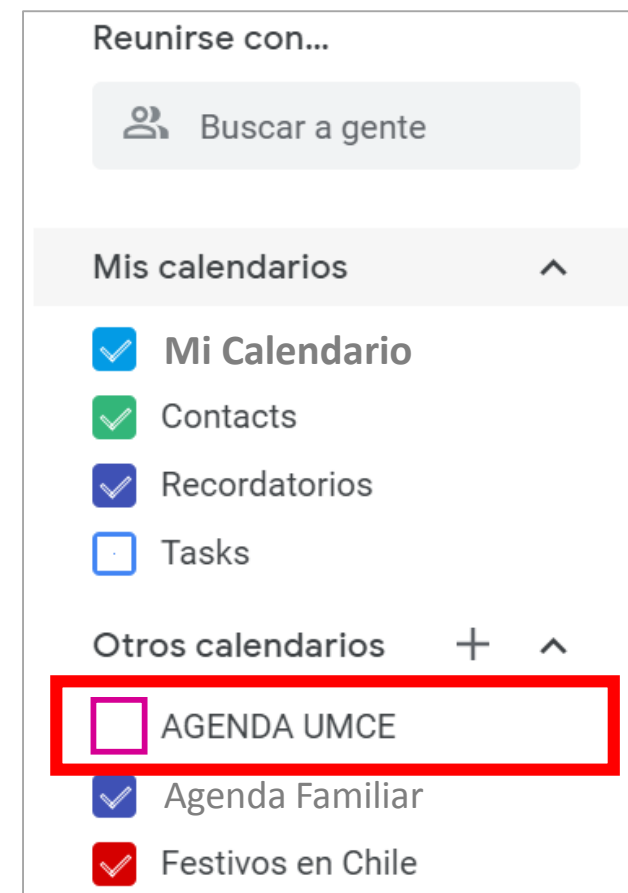 Reunirse con...
Buscar a gente
Mis calendarios
Mi Calendario
Contacts
Recordatorios
Tasks
Otros calendarios
AGENDA UMCE
Agenda Familiar
Festivos en Chile